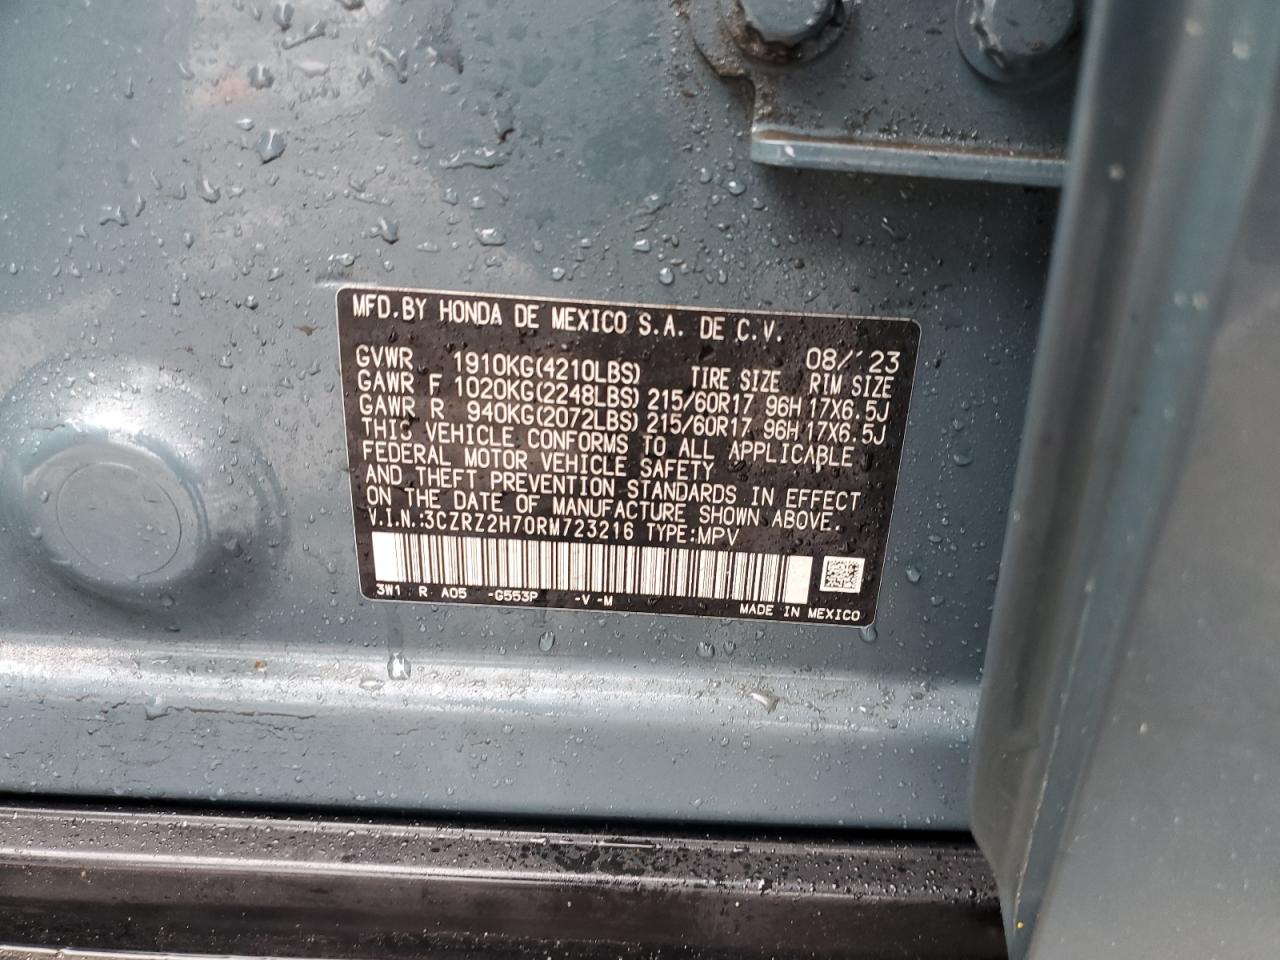 MFD.BY HONDA DE MEXICO S.A. DE C.V.
08/'23
GVWR 1910KG(4210LBS) TIRE SIZE RIM SIZE
GAWR F 1020KG(2248LBS) 215/60R17 96H 17X6.5J
GAWR R 940KG(2072LBS) 215/60R17 96H 17X6.5J
THIS VEHICLE CONFORMS TO ALL APPLICABLE
FEDERAL MOTOR VEHICLE SAFETY
AND THEFT PREVENTION STANDARDS IN EFFECT
ON THE DATE OF MANUFACTURE SHOWN ABOVE.
V.I.N.:3CZRZ2H70RM723216 TYPE:MPV
3W1 R A05 -G553P -V -M
MADE IN MEXICO